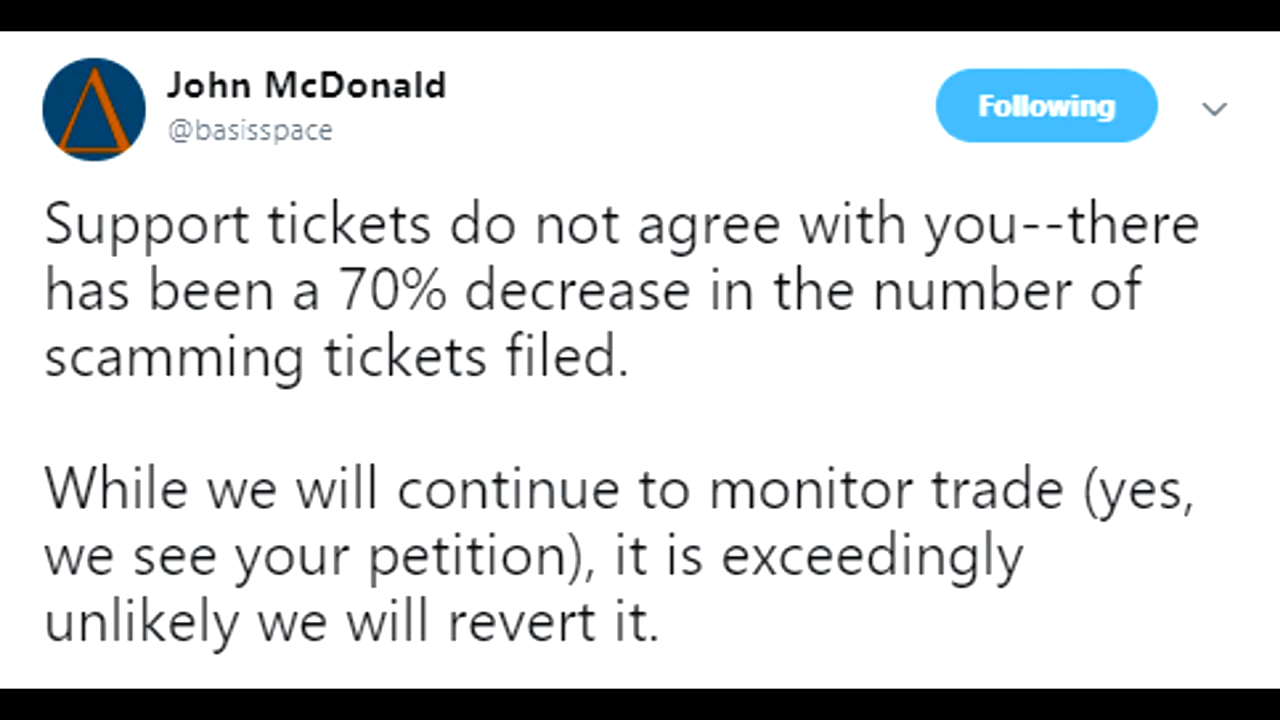 John McDonald
@basisspace
Following
Support tickets do not agree with you--there
has been a 70% decrease in the number of
scamming tickets filed.
While we will continue to monitor trade (yes,
we see your petition), it is exceedingly
unlikely we will revert it.